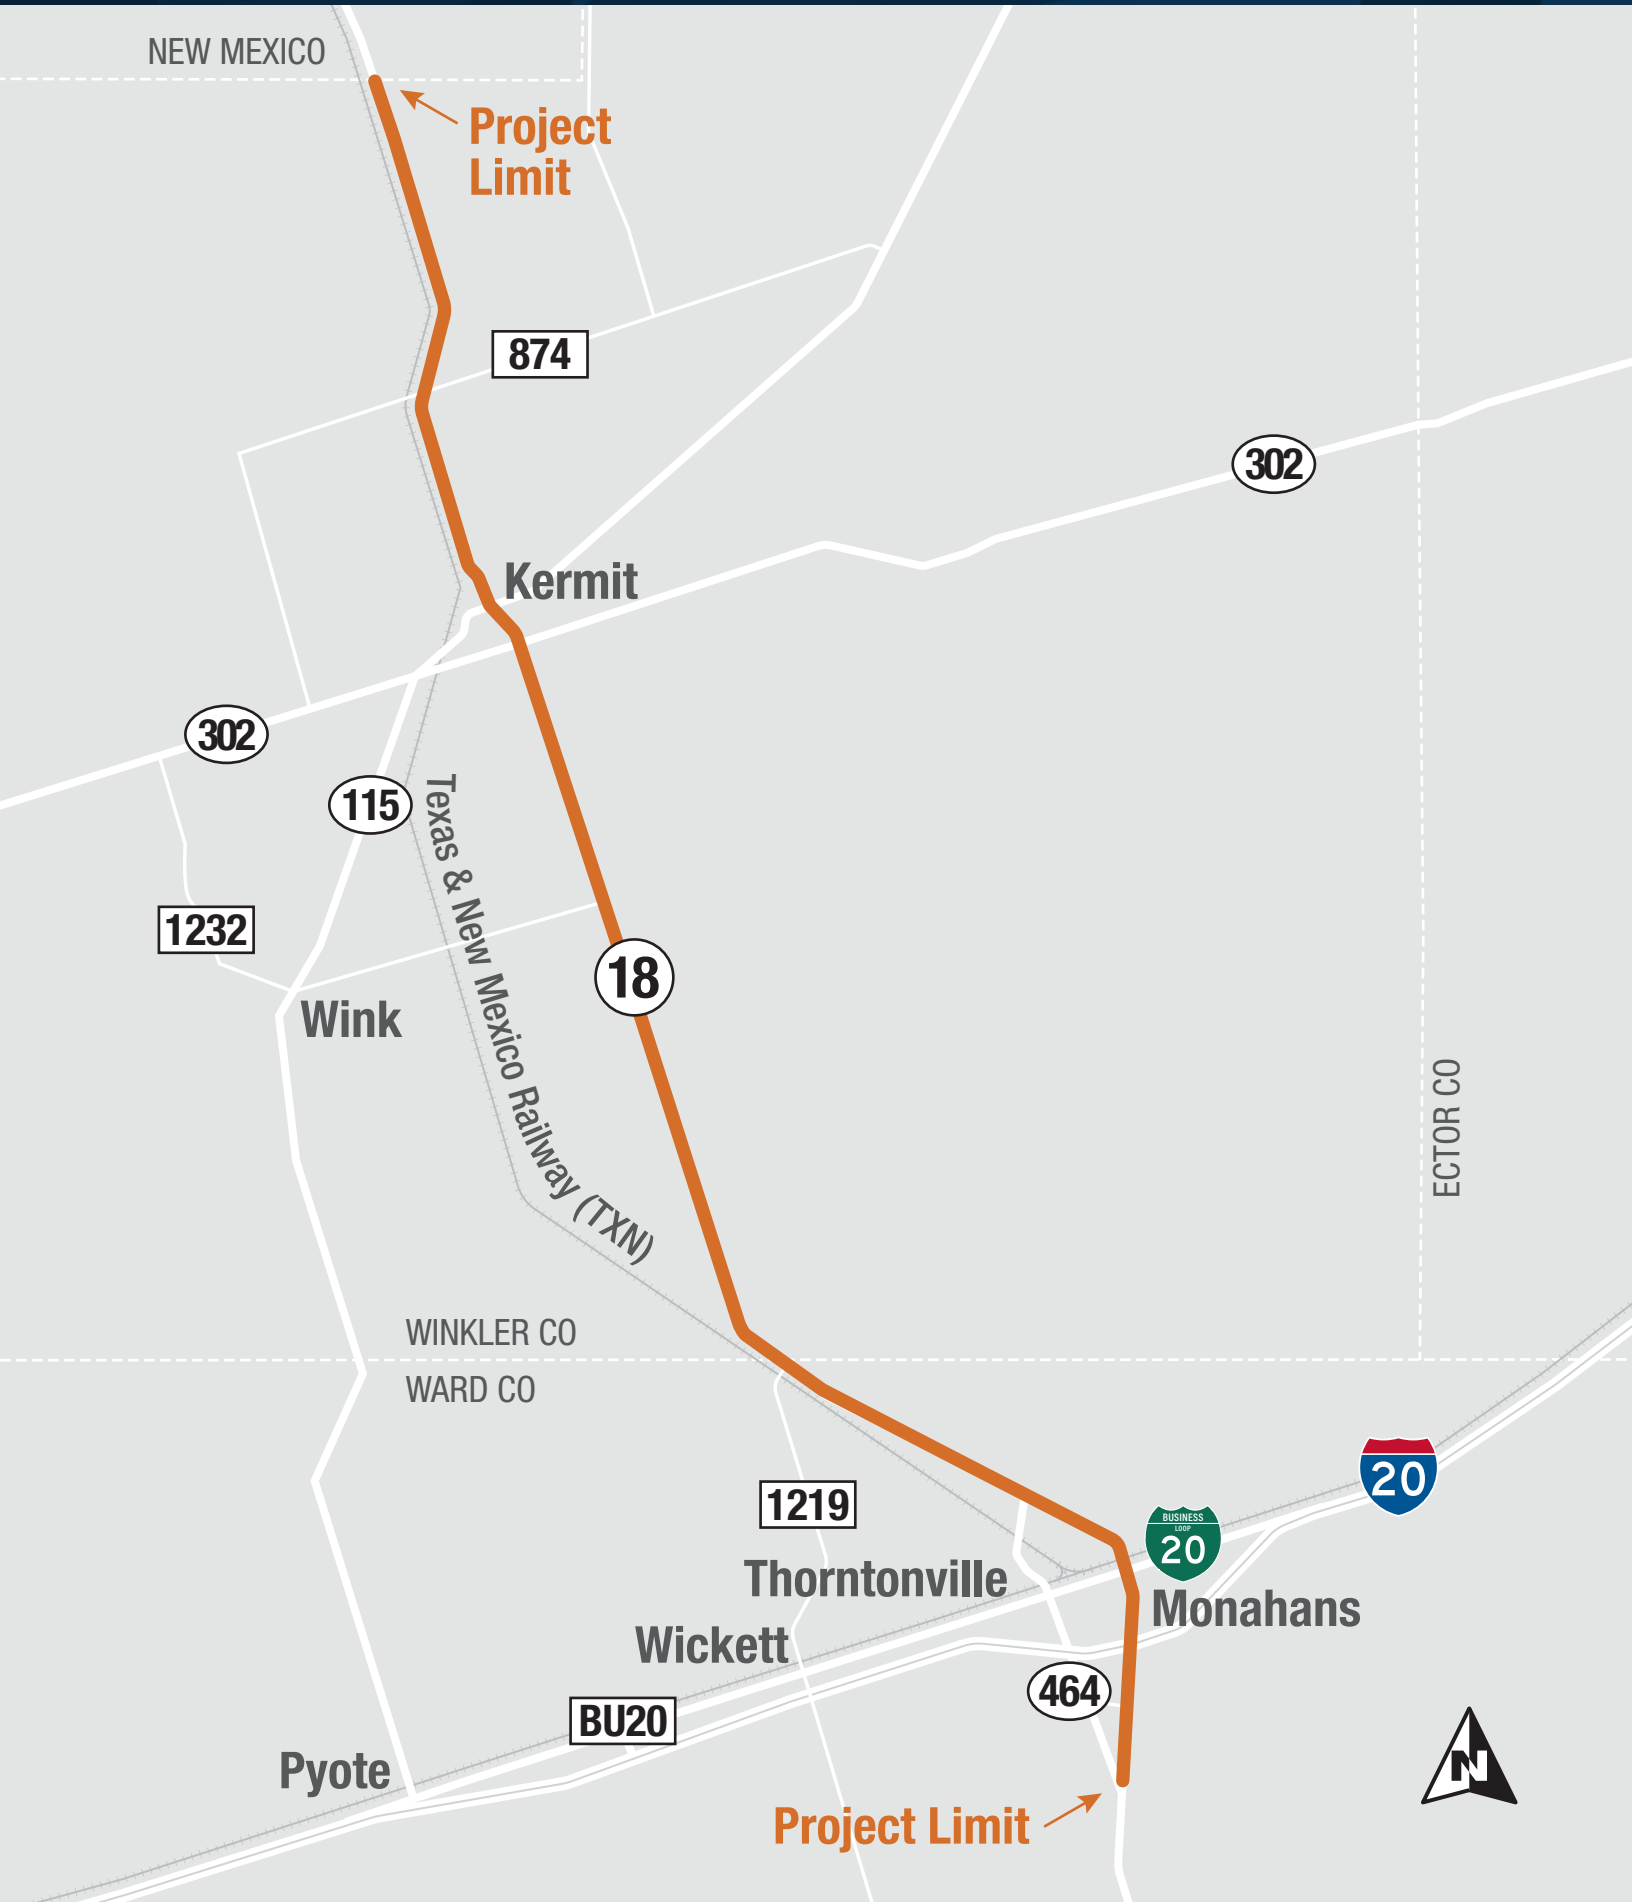 NEW MEXICO
Project
Limit
874
302
Kermit
302
115
Texas & New Mexico Railway (TXN)
1232
18
Wink
ECTOR CO
WINKLER CO
WARD CO
20
1219
BUSINESS
LOOP
20
Thorntonville
Monahans
Wickett
464
BU20
Pyote
N
Project Limit